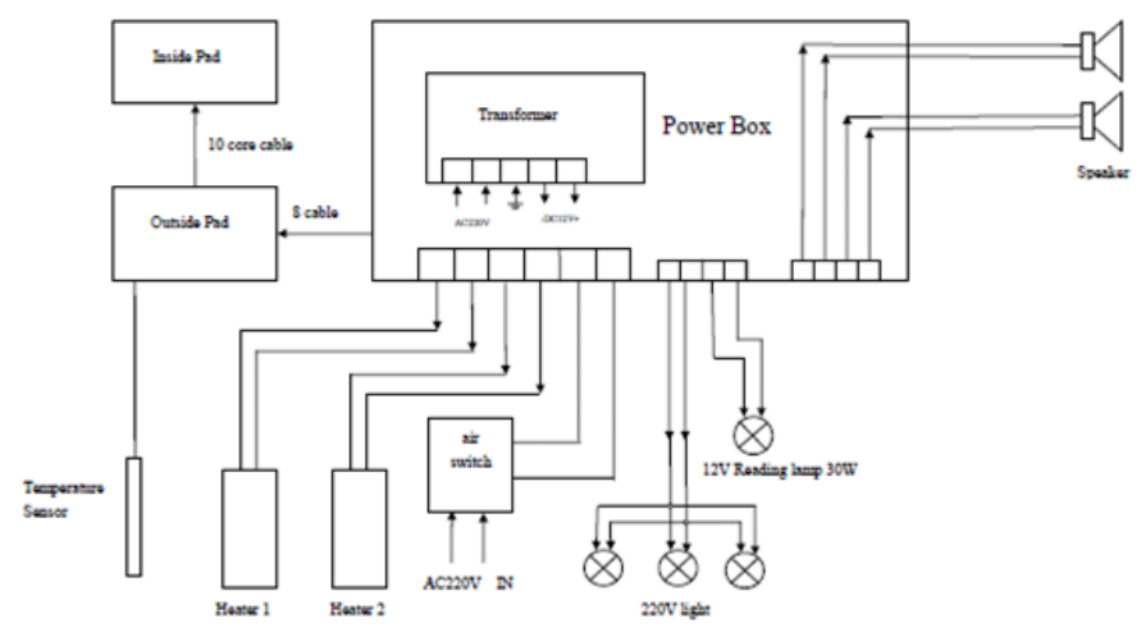 Inside Pad
Transformer
Power Box
10 core cable
Speaker
8 cable
Outside Pad
AC220V
-DC12V+
air
switch
12V Reading lamp 30W
Temperature
Sensor
AC220V IN
Heater 1
Heater 2
220V light